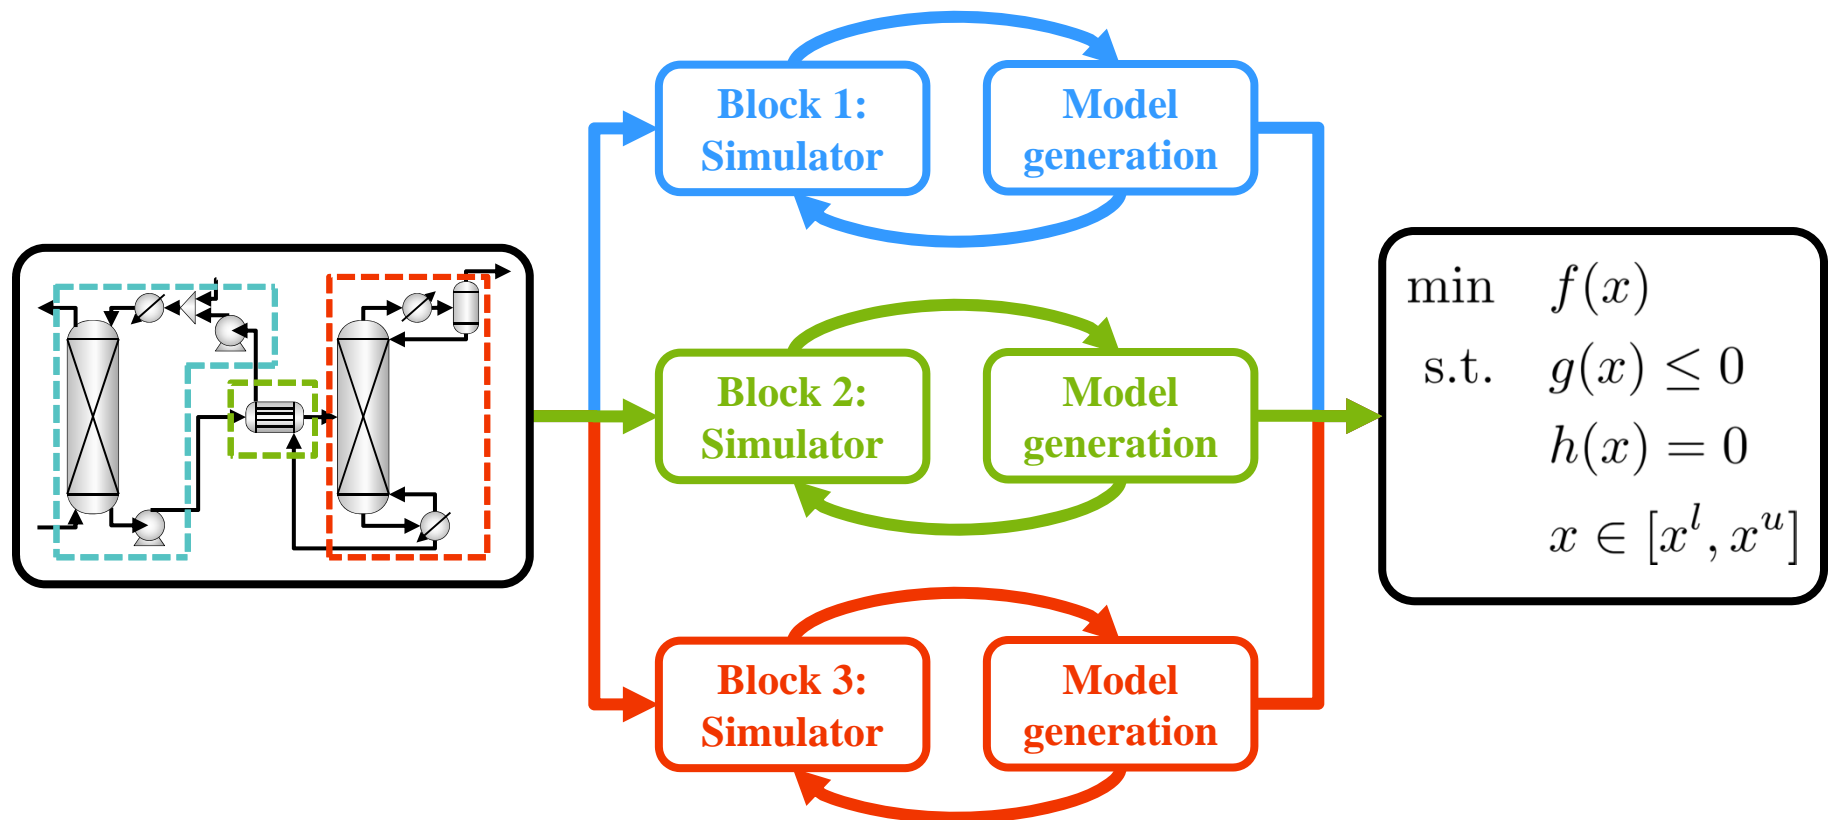 Block 1:
Simulator
Model
generation
Block 2:
Simulator
Model
generation
Block 3:
Simulator
Model
generation
min f(x)
s.t. g(x) ≤ 0
h(x) = 0
x ∈ [x^l, x^u]